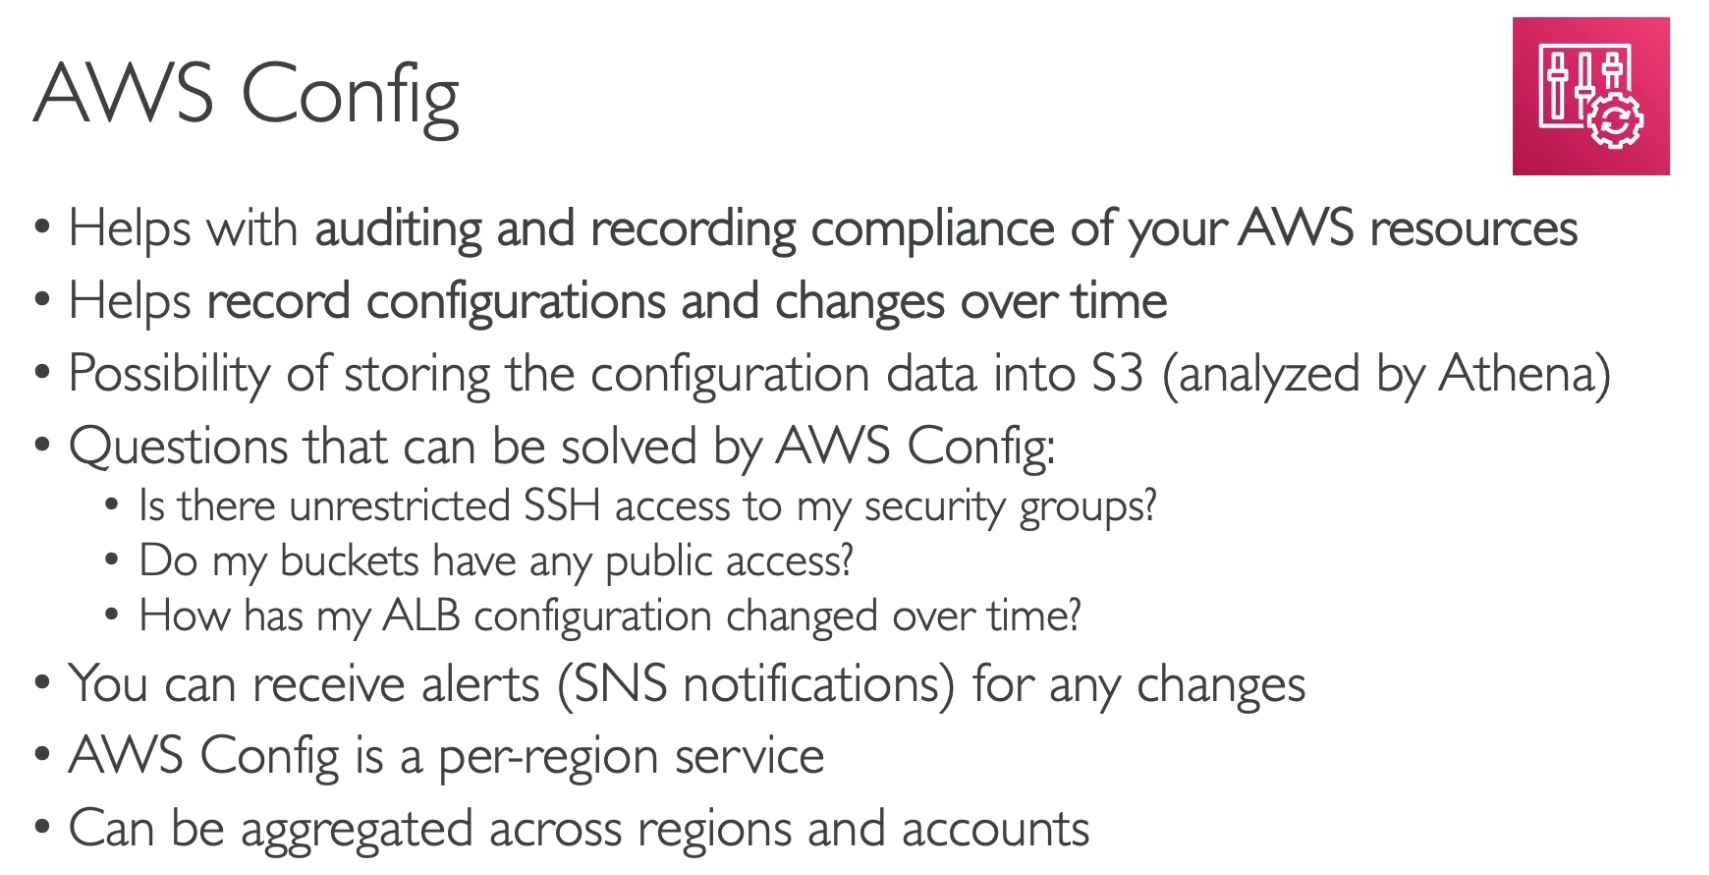 AWS Config
• Helps with auditing and recording compliance of your AWS resources
• Helps record configurations and changes over time
• Possibility of storing the configuration data into S3 (analyzed by Athena)
• Questions that can be solved by AWS Config:
• Is there unrestricted SSH access to my security groups?
• Do my buckets have any public access?
• How has my ALB configuration changed over time?
• You can receive alerts (SNS notifications) for any changes
• AWS Config is a per-region service
• Can be aggregated across regions and accounts